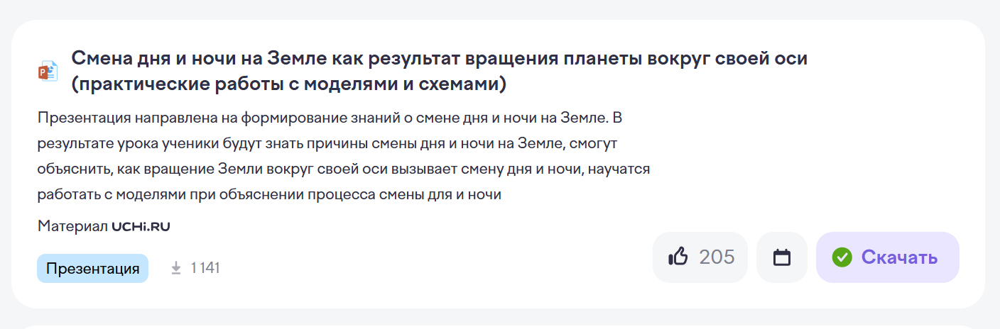 Смена дня и ночи на Земле как результат вращения планеты вокруг своей оси
(практические работы с моделями и схемами)
Презентация направлена на формирование знаний о смене дня и ночи на Земле. В
результате урока ученики будут знать причины смены дня и ночи на Земле, смогут
объяснить, как вращение Земли вокруг своей оси вызывает смену дня и ночи, научатся
работать с моделями при объяснении процесса смены для и ночи
Материал UCHi.RU
Презентация 1 141
205 Скачать